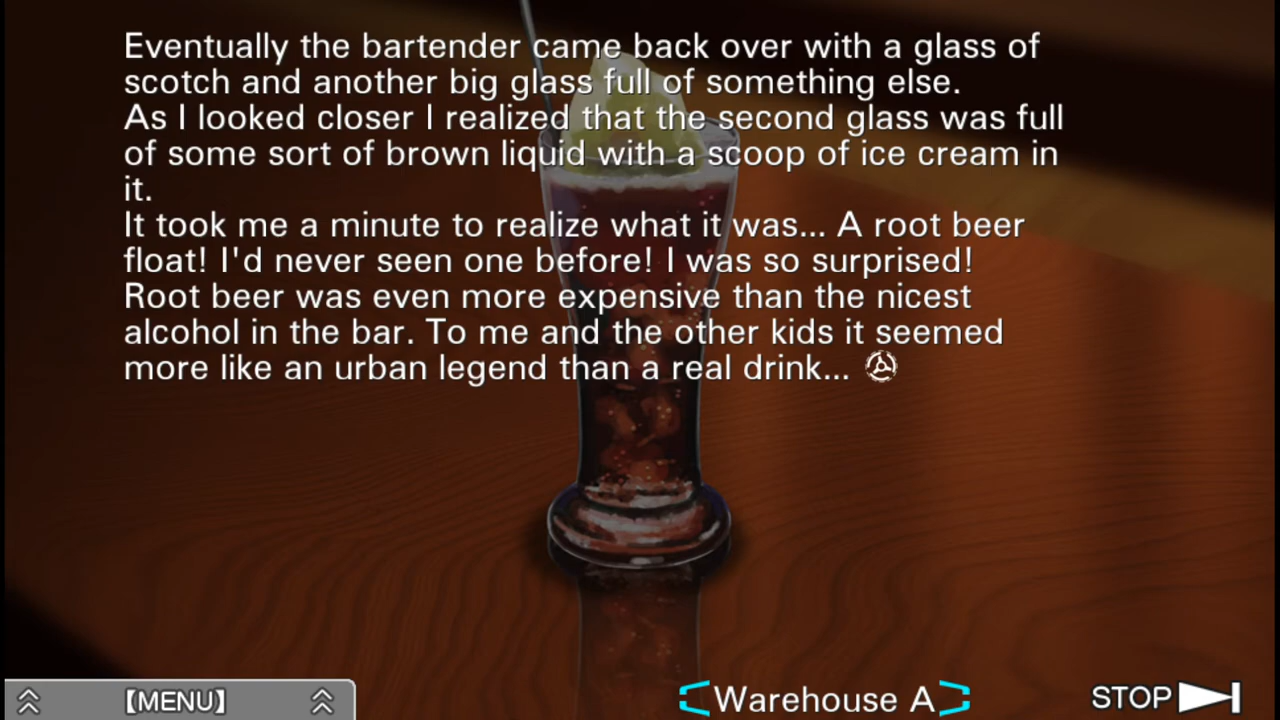 Eventually the bartender came back over with a glass of
scotch and another big glass full of something else.
As I looked closer I realized that the second glass was full
of some sort of brown liquid with a scoop of ice cream in
it.
It took me a minute to realize what it was... A root beer
float! I'd never seen one before! I was so surprised!
Root beer was even more expensive than the nicest
alcohol in the bar. To me and the other kids it seemed
more like an urban legend than a real drink...
【MENU】
Warehouse A
STOP